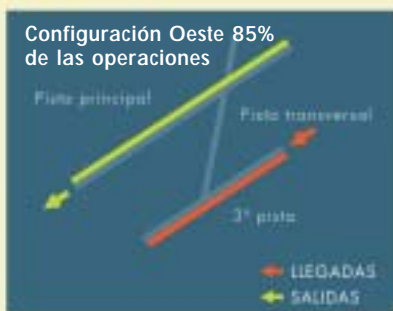 Configuración Oeste 85%
de las operaciones
Pista principal
Pista transversal
3ª pista
LLEGADAS
SALIDAS